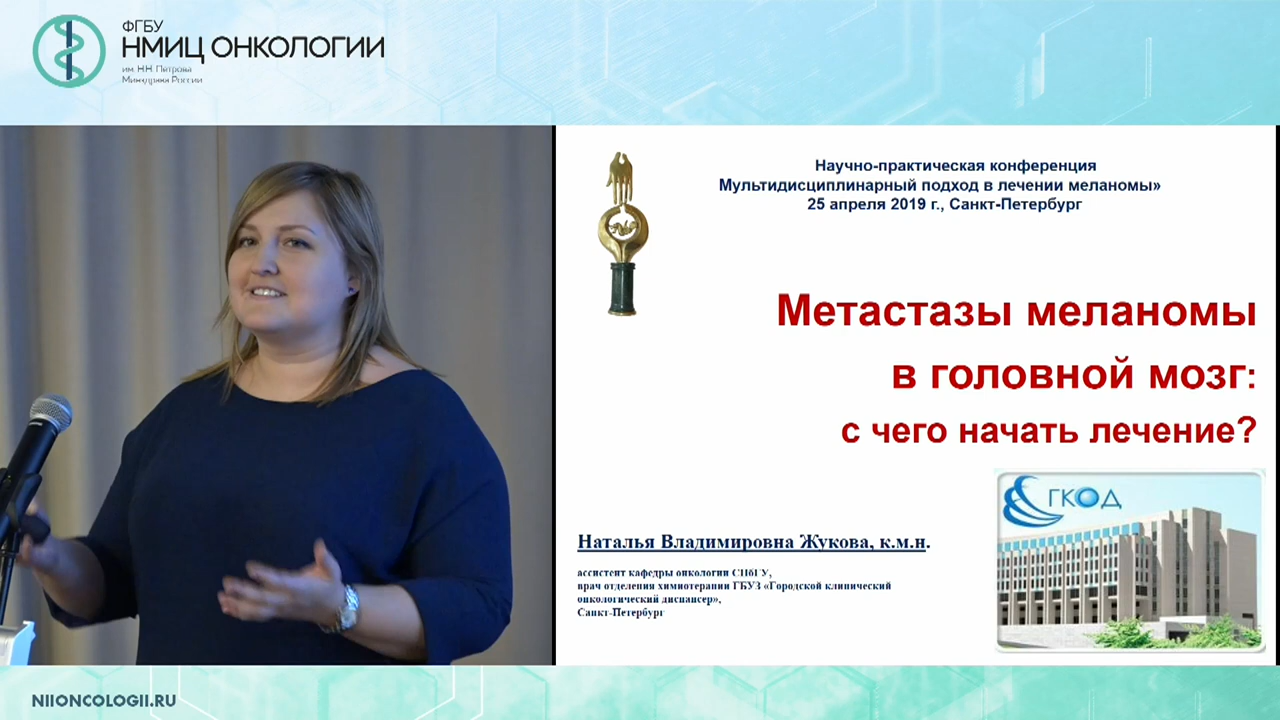 ФГБУ
НМИЦ ОНКОЛОГИИ
им. Н.Н. Петрова
Минздрава России
Научно-практическая конференция
Мультидисциплинарный подход в лечении меланомы»
25 апреля 2019 г., Санкт-Петербург
Метастазы меланомы
в головной мозг:
с чего начать лечение?
ГКОД
Наталья Владимировна Жукова, к.м.н.
ассистент кафедры онкологии СПбГУ,
врач отделения химиотерапии ГБУЗ «Городской клинический
онкологический диспансер»,
Санкт-Петербург
NIIONCOLOGII.RU